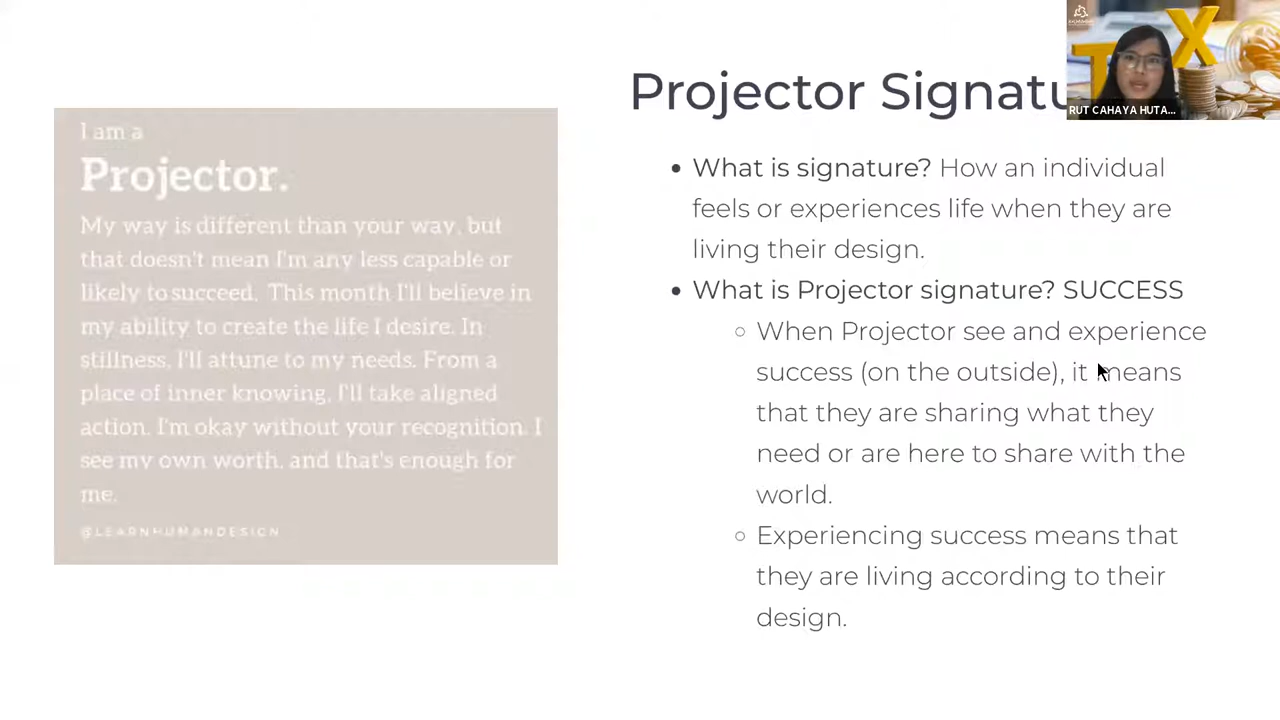 I am a
Projector.
My way is different than your way, but
that doesn't mean I'm any less capable or
likely to succeed. This month I'll believe in
my ability to create the life I desire. In
stillness, I'll attune to my needs. From a
place of inner knowing, I'll take aligned
action. I'm okay without your recognition. I
see my own worth, and that's enough for
me.
@LEARNHUMANDESIGN
Projector Signatu
• What is signature? How an individual
feels or experiences life when they are
living their design.
• What is Projector signature? SUCCESS
○ When Projector see and experience
success (on the outside), it means
that they are sharing what they
need or are here to share with the
world.
○ Experiencing success means that
they are living according to their
design.
T X
RUT CAHAYA HUTA...